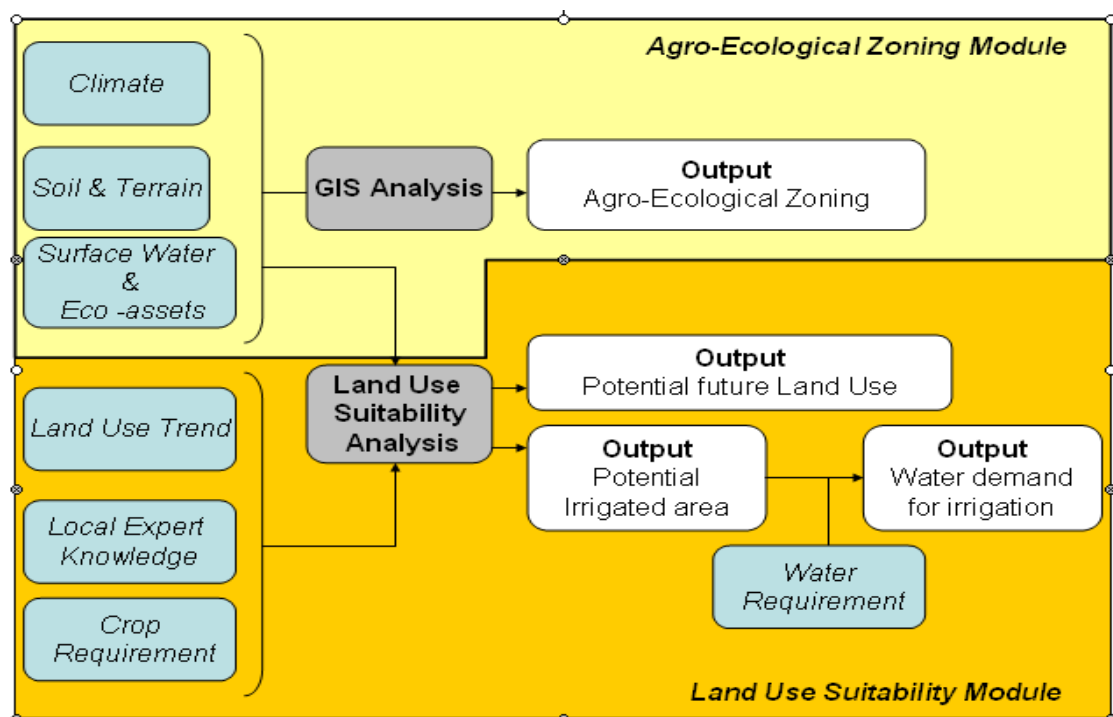 Agro-Ecological Zoning Module
Climate
Soil & Terrain
Surface Water
&
Eco -assets
GIS Analysis
Output
Agro-Ecological Zoning
Land Use Trend
Local Expert
Knowledge
Crop
Requirement
Land Use
Suitability
Analysis
Output
Potential future Land Use
Output
Potential
Irrigated area
Output
Water demand
for irrigation
Water
Requirement
Land Use Suitability Module